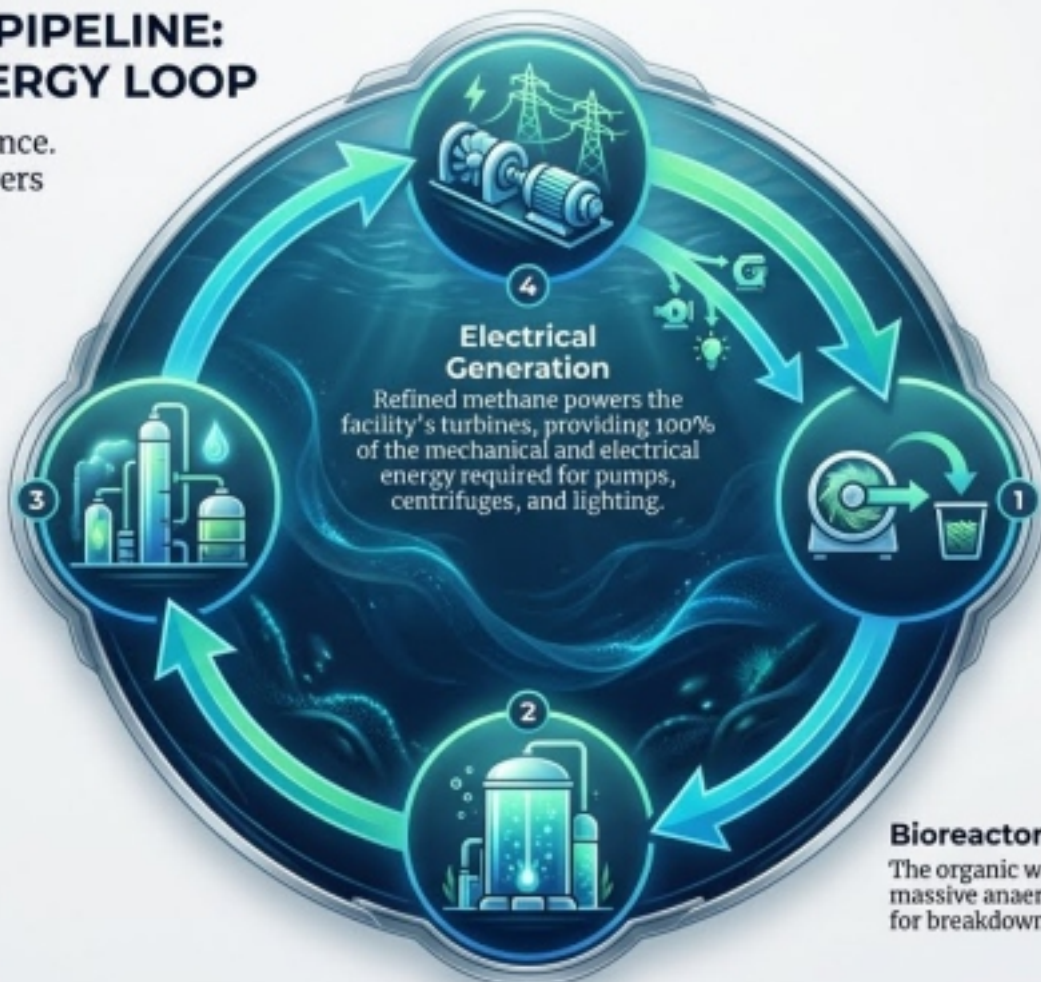 PIPELINE:
ERGY LOOP
nce.
ers
4
Electrical
Generation
Refined methane powers the
facility's turbines, providing 100%
of the mechanical and electrical
energy required for pumps,
centrifuges, and lighting.
3
1
2
Bioreactor
The organic w
massive anaer
for breakdown